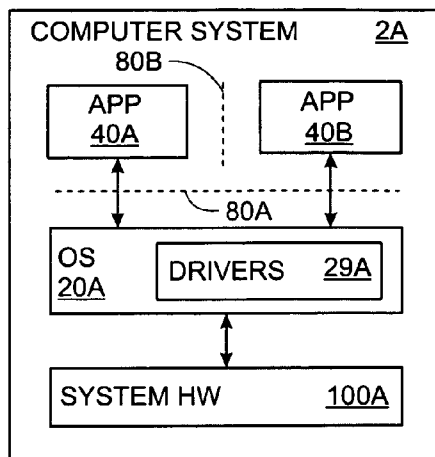 COMPUTER SYSTEM 2A
80B
APP
40A
APP
40B
80A
OS
20A
DRIVERS 29A
SYSTEM HW 100A